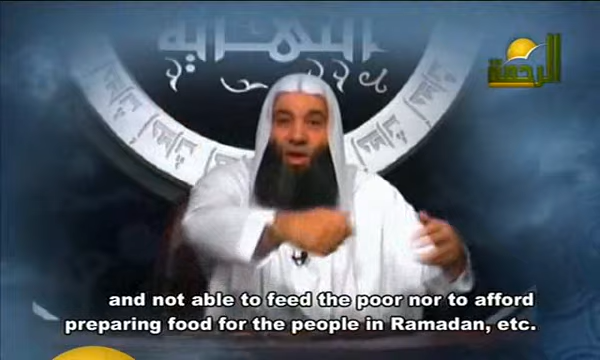 النهاية
الرحمة
and not able to feed the poor nor to afford
preparing food for the people in Ramadan, etc.